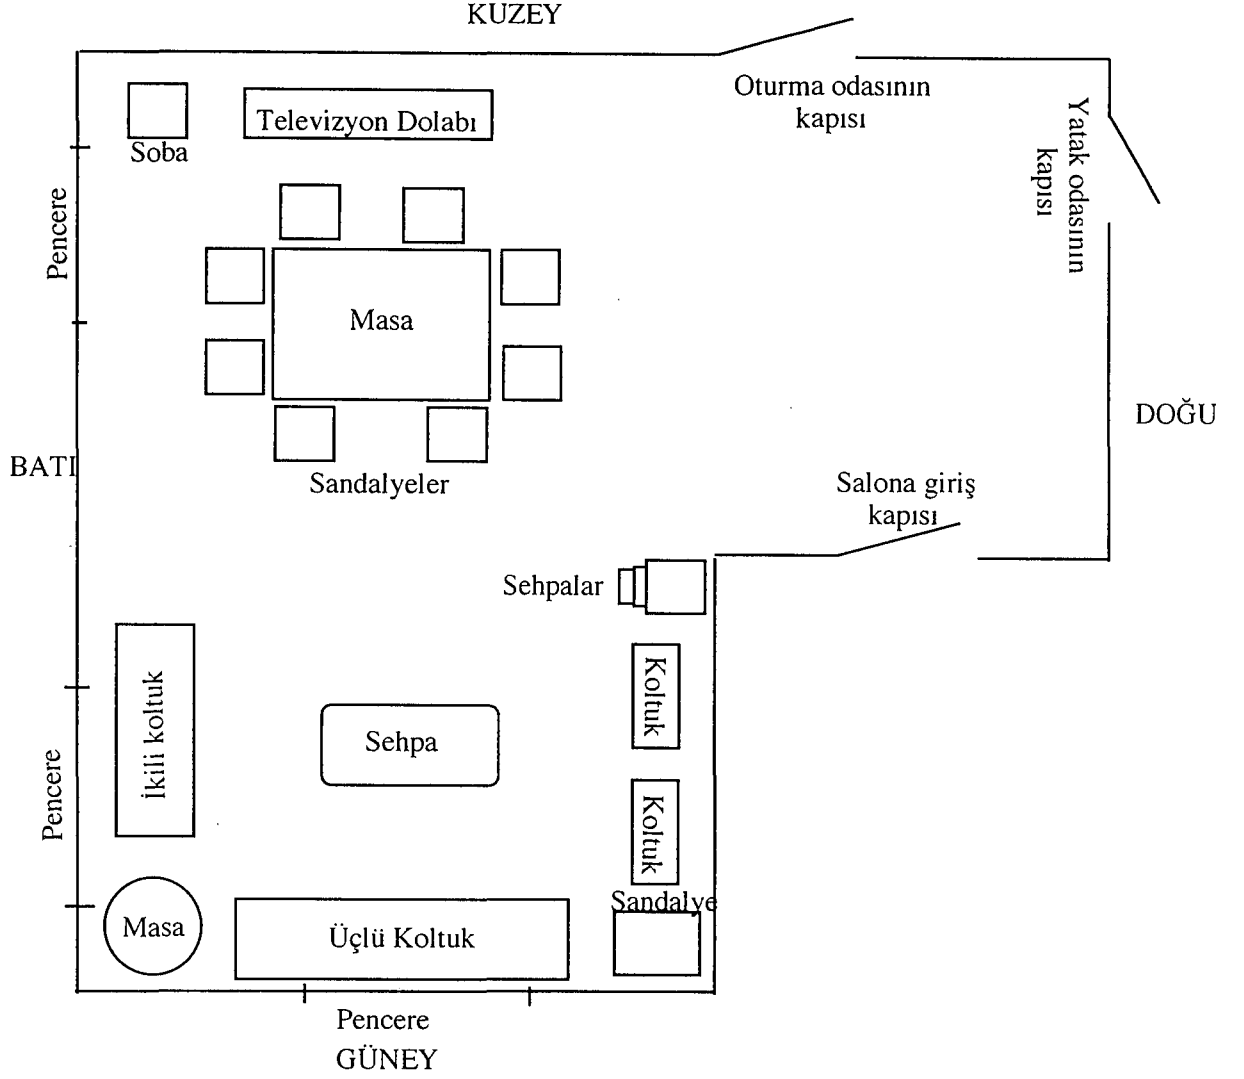 KUZEY
Oturma odasının
kapısı
Yatak odasının
kapısı
Televizyon Dolabı
Soba
Pencere
Masa
DOĞU
BATI
Sandalyeler
Salona giriş
kapısı
Sehpalar
Koltuk
İkili koltuk
Sehpa
Pencere
Koltuk
Sandalye
Masa
Üçlü Koltuk
Pencere
GÜNEY